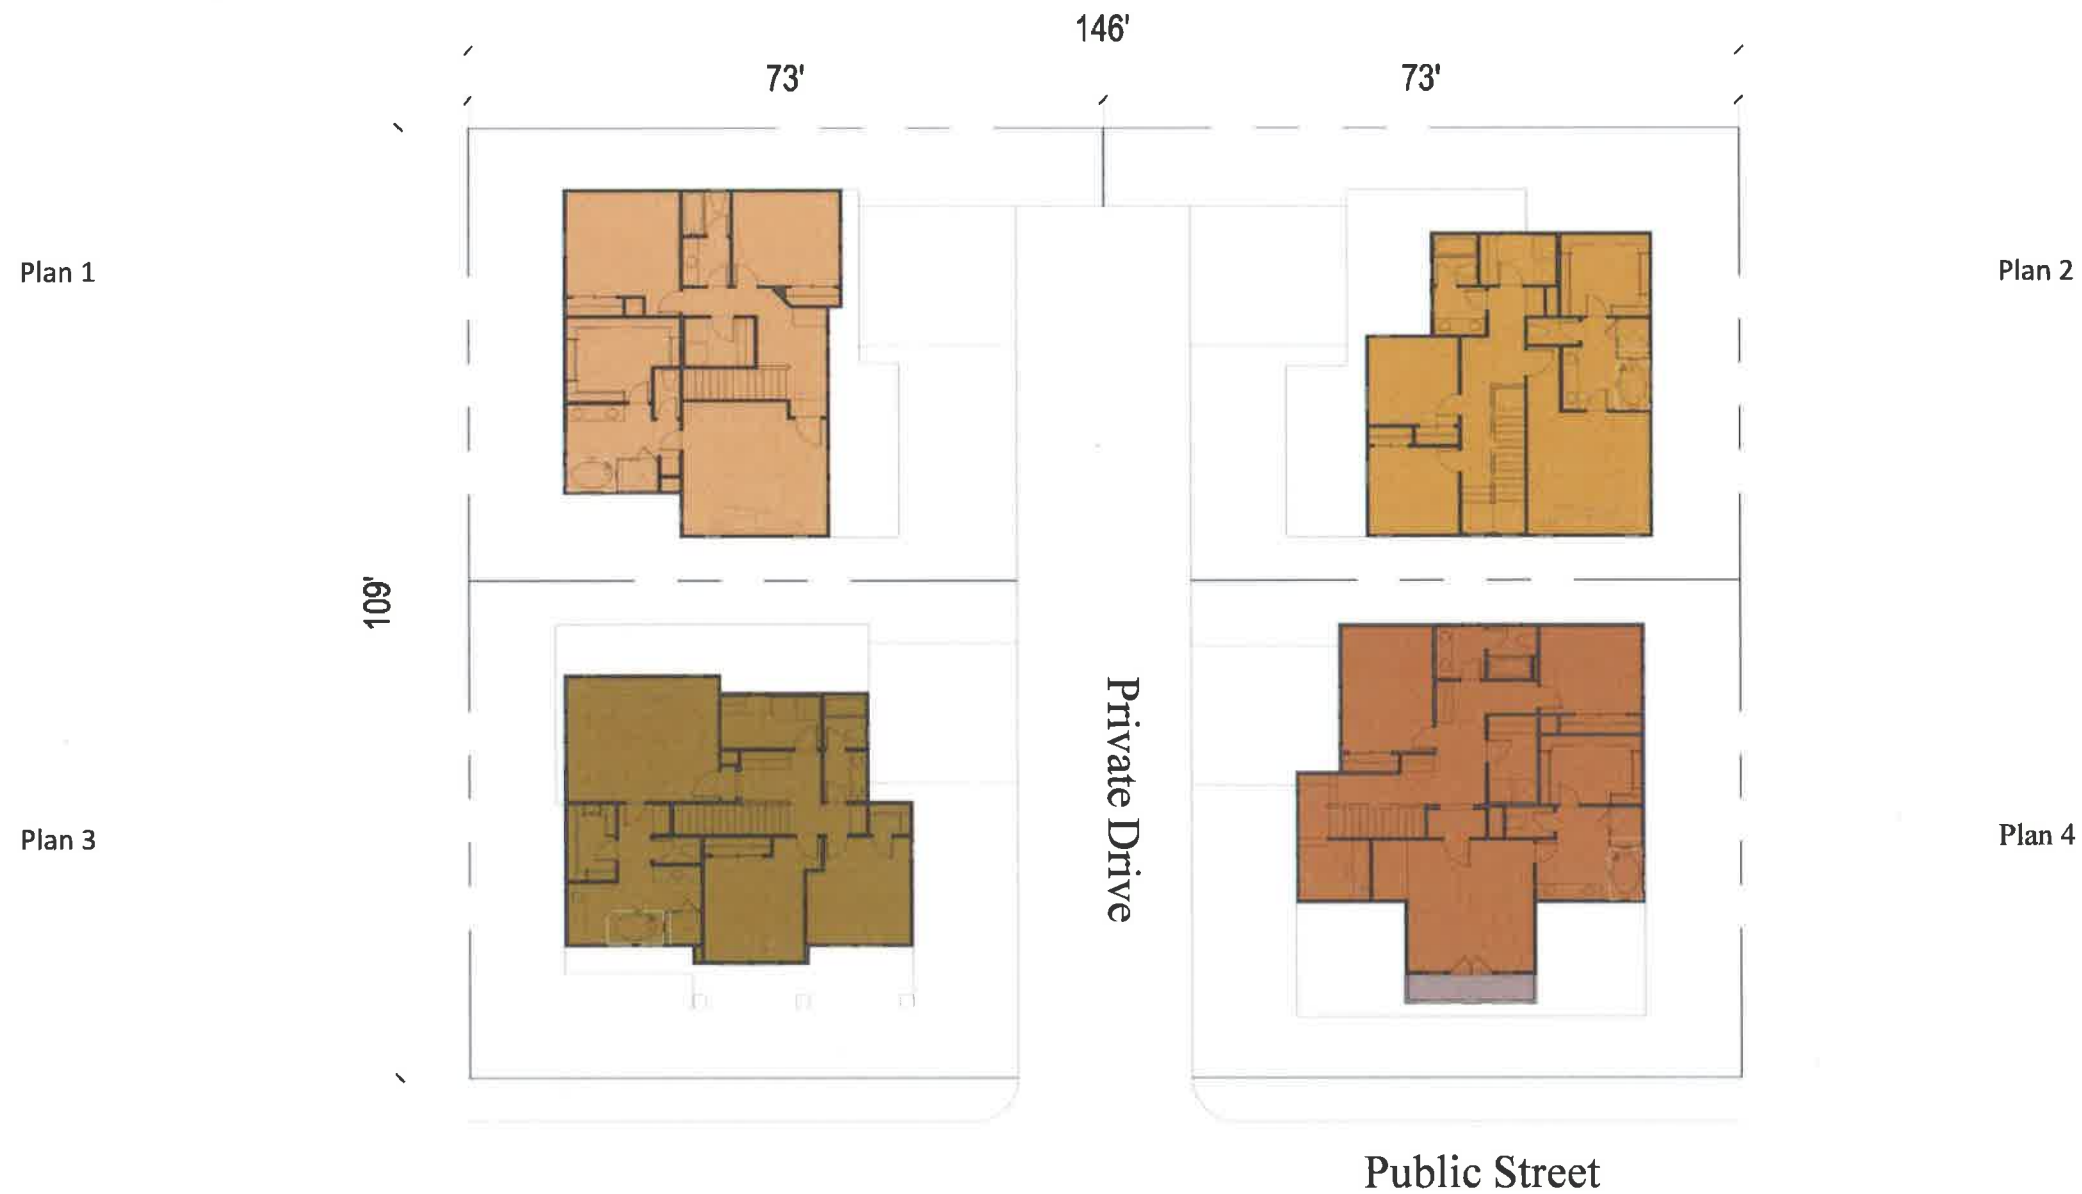 146'
73'
73'
Plan 1
Plan 2
109'
Private Drive
Plan 3
Plan 4
Public Street